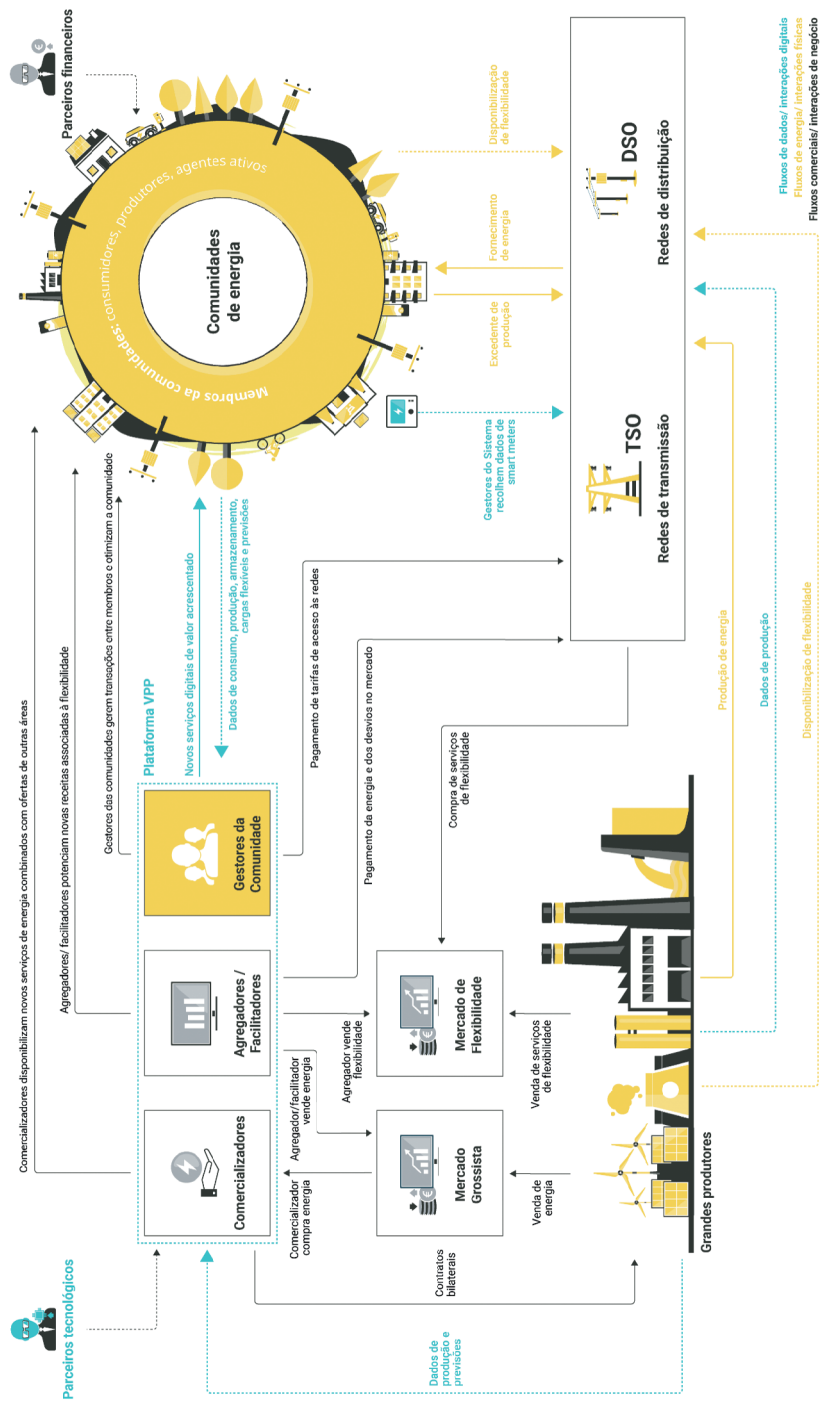 Parceiros tecnológicos
Parceiros financeiros
Comercializadores disponibilizam novos serviços de energia combinados com ofertas de outras áreas
Agregadores/ facilitadores potenciam novas receitas associadas à flexibilidade
Gestores das comunidades gerem transações entre membros e otimizam a comunidade
Plataforma VPP
Novos serviços digitais de valor acrescentado
Dados de consumo, produção, armazenamento,
cargas flexíveis e previsões
Membros da comunidades: consumidores, produtores, agentes ativos
Comunidades
de energia
Comercializadores
Agregadores /
Facilitadores
Gestores da
Comunidade
Pagamento de tarifas de acesso às redes
Pagamento da energia e dos desvios no mercado
Comercializador
compra energia
Agregador/facilitador
vende energia
Agregador vende
flexibilidade
Compra de serviços
de flexibilidade
Gestores do Sistema
recolhem dados de
smart meters
Excedente de
produção
Fornecimento
de energia
Disponibilização
de flexibilidade
Mercado
Grossista
Mercado de
Flexibilidade
Contratos
bilaterais
Venda de
energia
Venda de serviços
de flexibilidade
Dados de
produção e
previsões
TSO
Redes de transmissão
DSO
Redes de distribuição
Grandes produtores
Produção de energia
Dados de produção
Disponibilização de flexibilidade
Fluxos de dados/ interações digitais
Fluxos de energia/ interações físicas
Fluxos comerciais/ interações de negócio